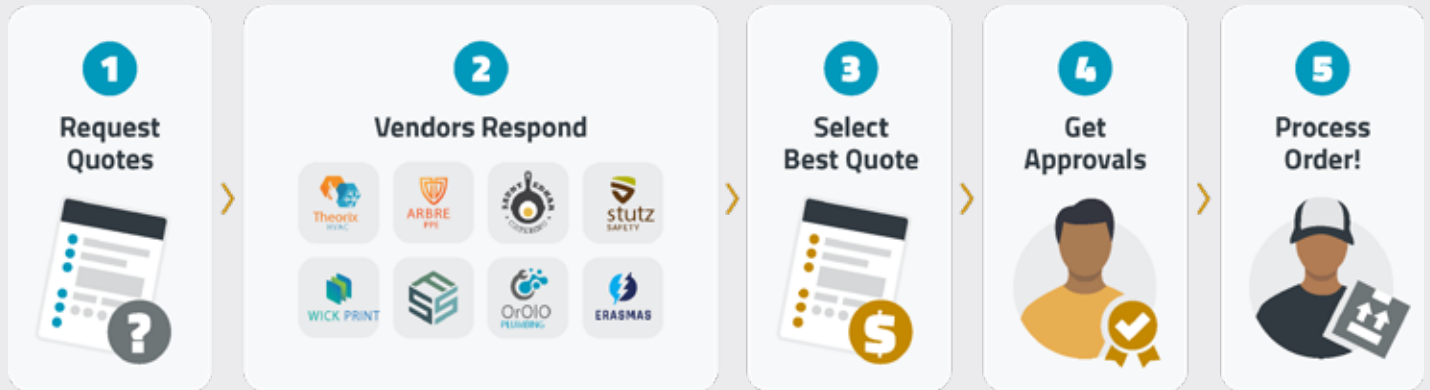 1
Request
Quotes
?
2
Vendors Respond
Theorix
HVAC
ARBRE
PPE
CATERING
stutz
SAFETY
WICK PRINT
OrOlO
PLUMBING
ERASMAS
3
Select
Best Quote
$
4
Get
Approvals
5
Process
Order!